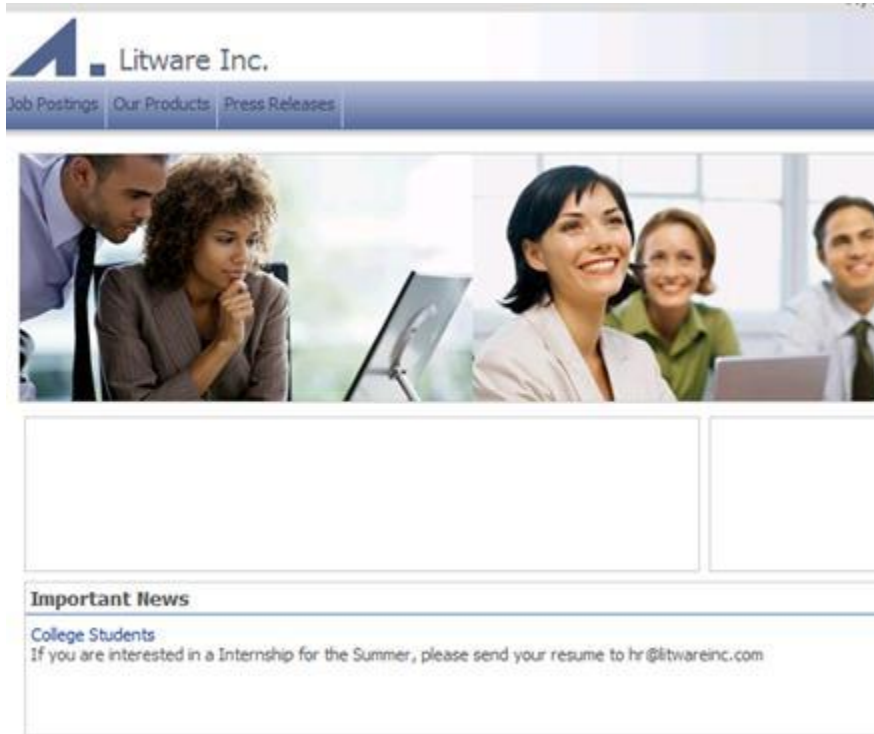 Litware Inc.
Job Postings Our Products Press Releases
Important News
College Students
If you are interested in a Internship for the Summer, please send your resume to hr@litwareinc.com